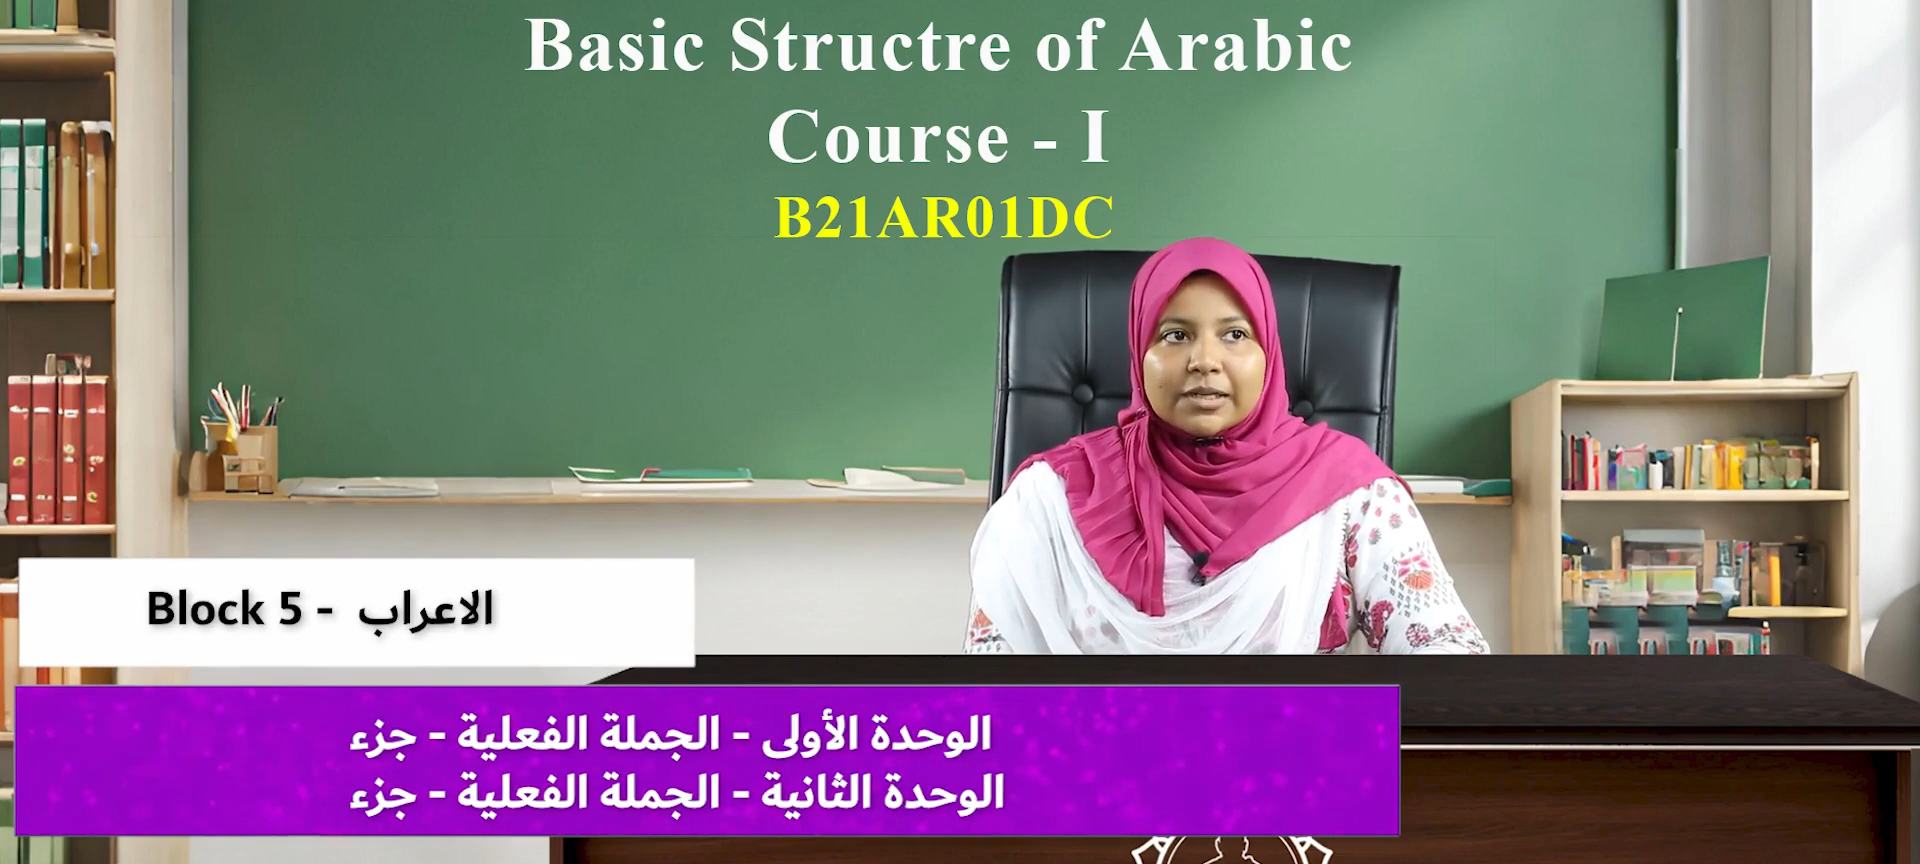 Basic Structre of Arabic
Course - I
B21AR01DC
Block 5 - الاعراب
الوحدة الأولى - الجملة الفعلية - جزء
الوحدة الثانية - الجملة الفعلية - جزء